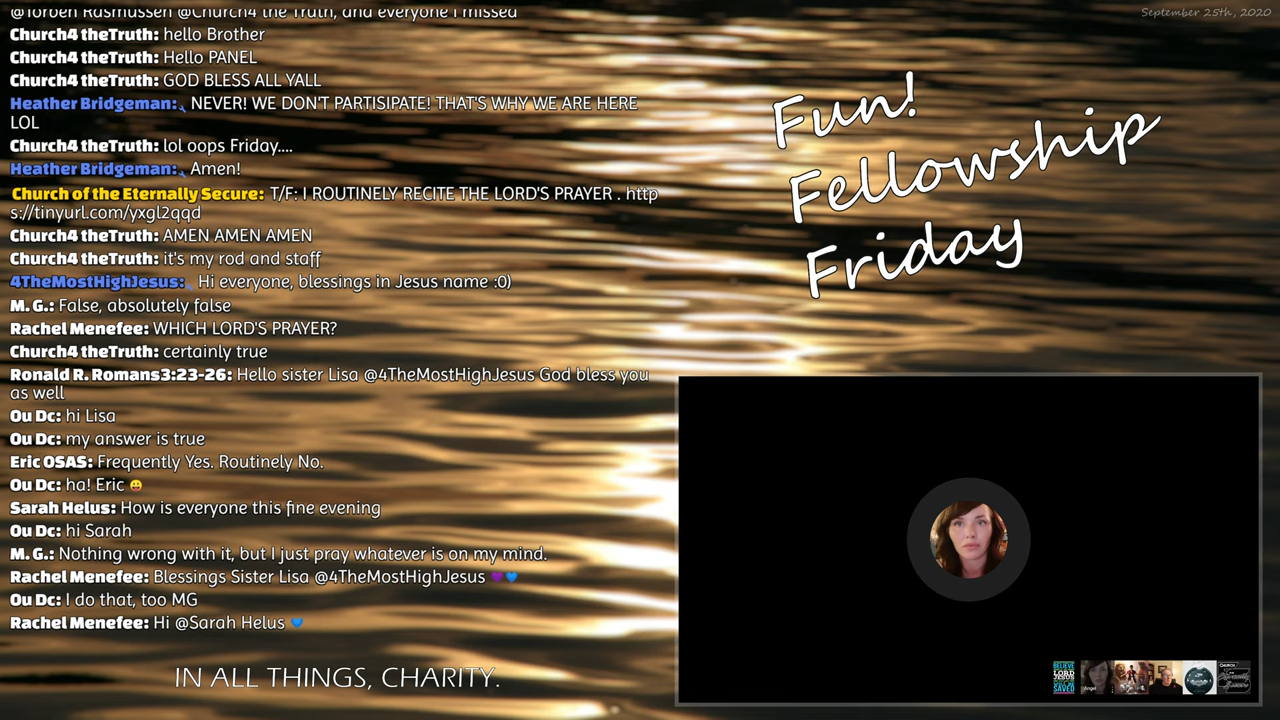 @Torben Rasmussen @Church4 the Truth, and everyone I missed
Church4 theTruth: hello Brother
Church4 theTruth: Hello PANEL
Church4 theTruth: GOD BLESS ALL YALL
Heather Bridgeman: NEVER! WE DON'T PARTISIPATE! THAT'S WHY WE ARE HERE
LOL
Church4 theTruth: lol oops Friday....
Heather Bridgeman: Amen!
Church of the Eternally Secure: T/F: I ROUTINELY RECITE THE LORD'S PRAYER . http
s://tinyurl.com/yxgl2qqd
Church4 theTruth: AMEN AMEN AMEN
Church4 theTruth: it's my rod and staff
4TheMostHighJesus: Hi everyone, blessings in Jesus name :0)
M. G.: False, absolutely false
Rachel Menefee: WHICH LORD'S PRAYER?
Church4 theTruth: certainly true
Ronald R. Romans3:23-26: Hello sister Lisa @4TheMostHighJesus God bless you
as well
Ou Dc: hi Lisa
Ou Dc: my answer is true
Eric OSAS: Frequently Yes. Routinely No.
Ou Dc: ha! Eric 😛
Sarah Helus: How is everyone this fine evening
Ou Dc: hi Sarah
M. G.: Nothing wrong with it, but I just pray whatever is on my mind.
Rachel Menefee: Blessings Sister Lisa @4TheMostHighJesus 💜💙
Ou Dc: I do that, too MG
Rachel Menefee: Hi @Sarah Helus 💙
IN ALL THINGS, CHARITY.
September 25th, 2020
Fun!
Fellowship
Friday
BELIEVE
LORD
JESUS
SAVED
Angel
CHURCH